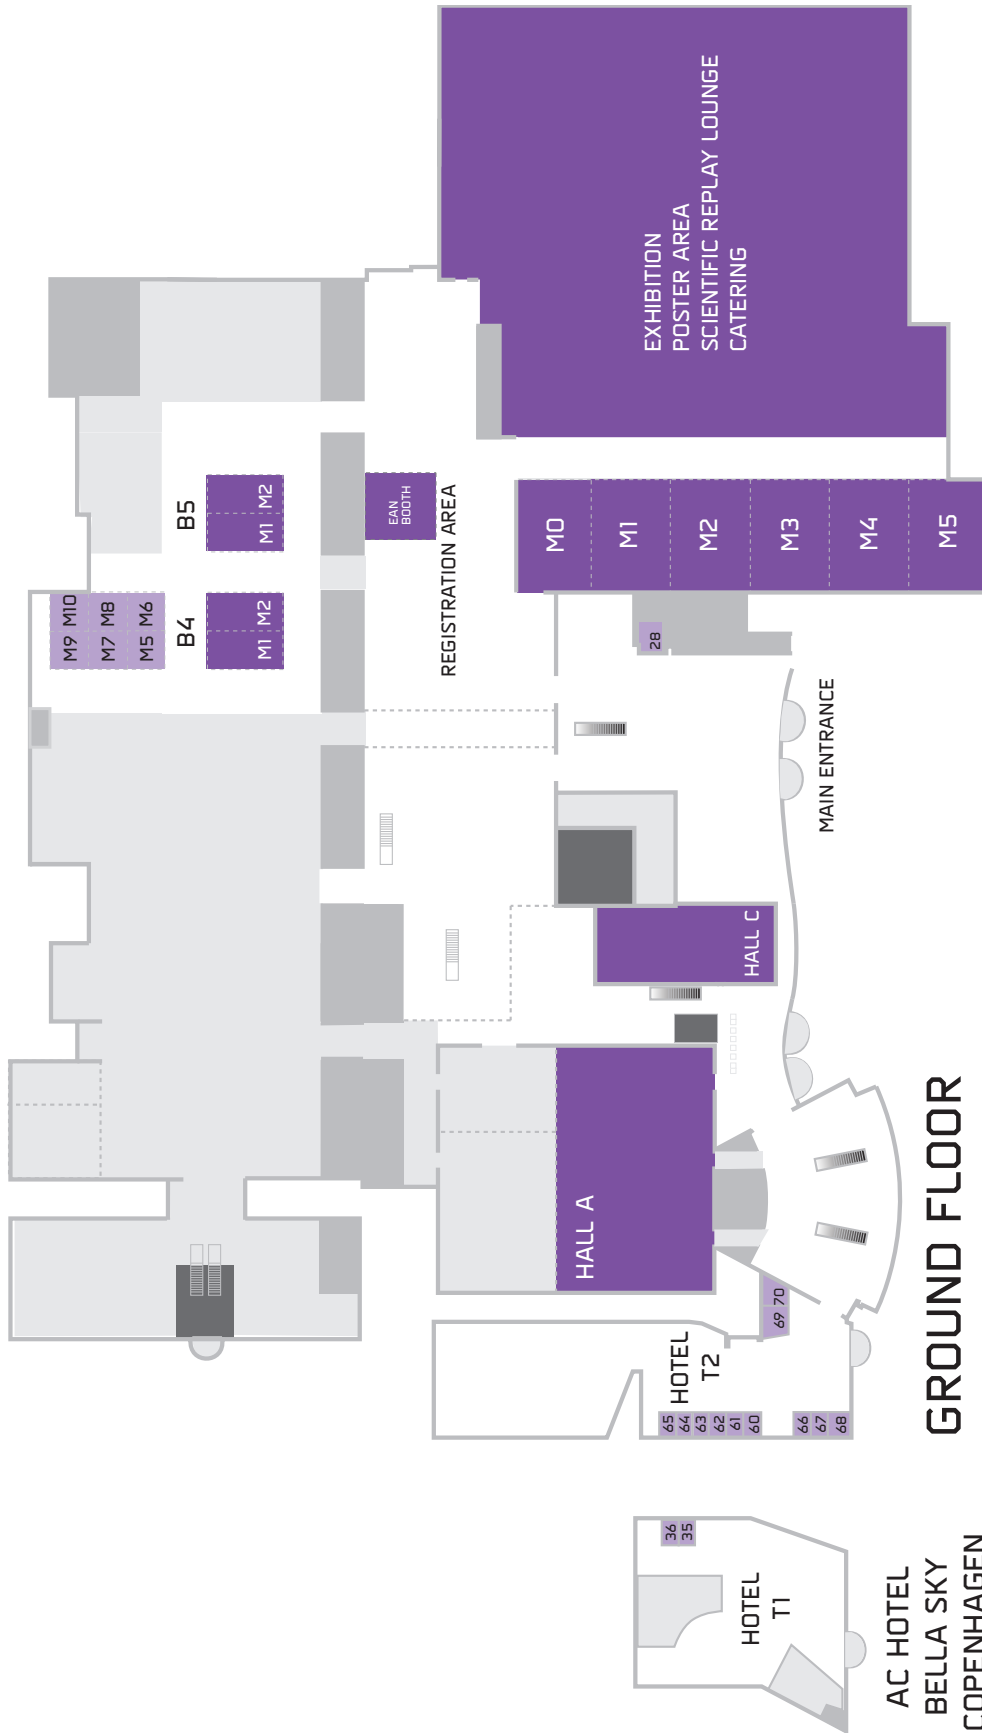 EXHIBITION
POSTER AREA
SCIENTIFIC REPLAY LOUNGE
CATERING
M9 M10
M7 M8
M5 M6
B4
M1 M2
B5
M1 M2
EAN
BOOTH
REGISTRATION AREA
M0
M1
M2
M3
M4
M5
28
MAIN ENTRANCE
HALL C
HALL A
69 70
HOTEL
T2
65
64
63
62
61
60
66
67
68
GROUND FLOOR
36
35
HOTEL
T1
AC HOTEL
BELLA SKY
COPENHAGEN